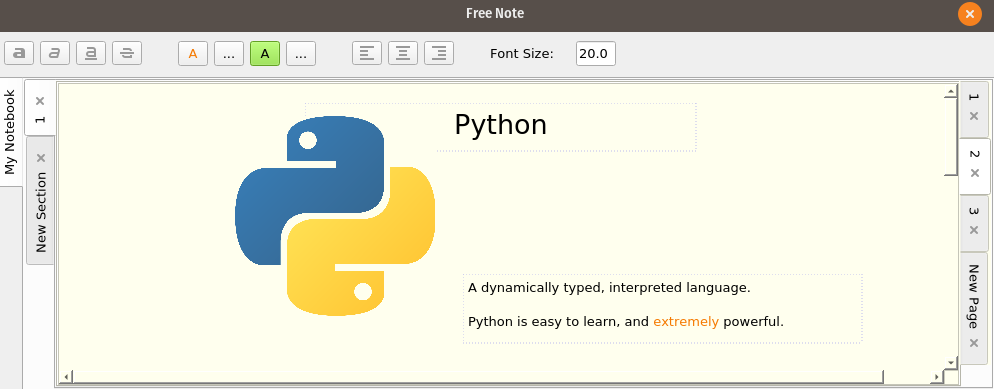 Free Note
a a a a A ... A ... Font Size: 20.0
My Notebook
1
New Section
Python
A dynamically typed, interpreted language.
Python is easy to learn, and extremely powerful.
1
2
3
New Page